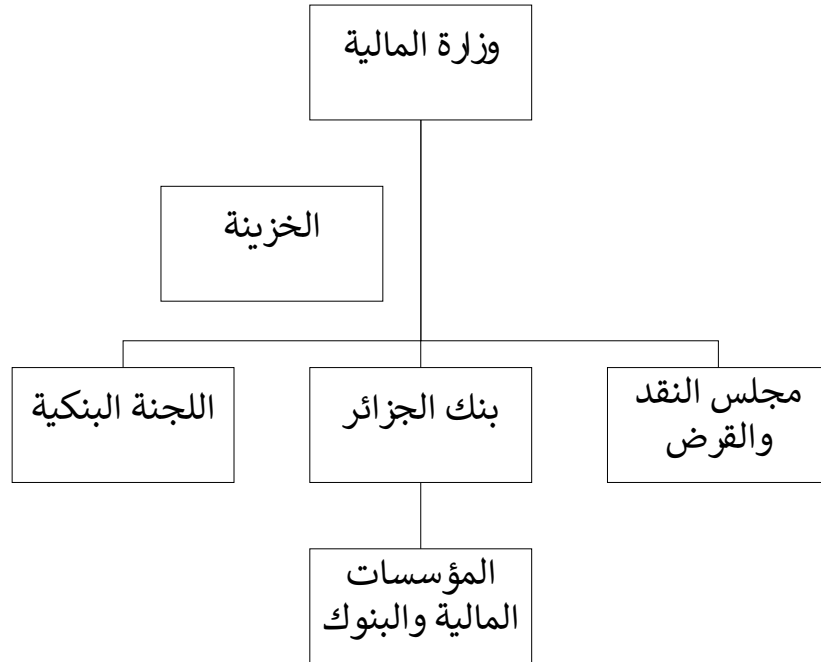 وزارة المالية
الخزينة
مجلس النقد
والقرض
بنك الجزائر
اللجنة البنكية
المؤسسات
المالية والبنوك